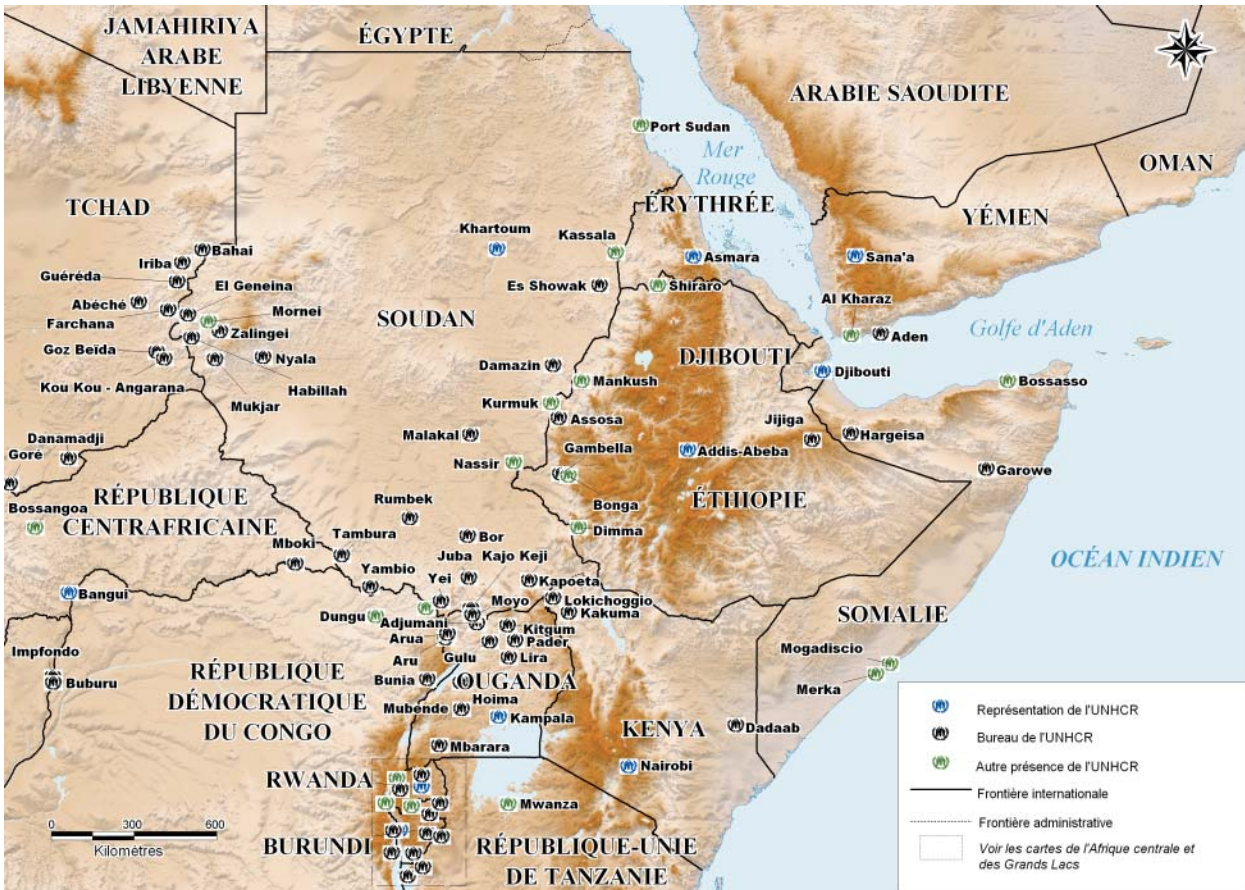 JAMAHIRIYA
ARABE
LIBYENNE
ÉGYPTE
ARABIE SAOUDITE
OMAN
Port Sudan
Mer
Rouge
TCHAD
ÉRYTHRÉE
YÉMEN
Khartoum
Kassala
Bahai
Iriba
Asmara
Sana'a
Guéréda
El Geneina
Es Showak
Shiraro
Al Kharaz
Abéché
Mornei
Farchana
SOUDAN
Zalingei
Aden
Golfe d'Aden
Goz Beïda
Nyala
DJIBOUTI
Kou Kou - Angarana
Habillah
Damazin
Mankush
Djibouti
Bossasso
Mukjar
Kurmuk
Assosa
Jijiga
Danamadji
Malakal
Hargeisa
Goré
Nassir
Gambella
Addis-Abeba
Garowe
RÉPUBLIQUE
CENTRAFRICAINE
ÉTHIOPIE
Bossangoa
Rumbek
Bonga
Tambura
Bor
Dimma
Mboki
Juba
Kajo Keji
OCÉAN INDIEN
Yambio
Yei
Kapoeta
Bangui
Moyo
Lokichoggio
Kakuma
SOMALIE
Dungu
Adjumani
Kitgum
Arua
Pader
Mogadiscio
Impfondo
Aru
Gulu
Lira
Buburu
RÉPUBLIQUE
DÉMOCRATIQUE
DU CONGO
Bunia
OUGANDA
Merka
Hoima
Mubende
Kampala
KENYA
Dadaab
Mbarara
Nairobi
RWANDA
Mwanza
BURUNDI
RÉPUBLIQUE-UNIE
DE TANZANIE
0 300 600
Kilomètres
Représentation de l'UNHCR
Bureau de l'UNHCR
Autre présence de l'UNHCR
Frontière internationale
Frontière administrative
Voir les cartes de l'Afrique centrale et
des Grands Lacs